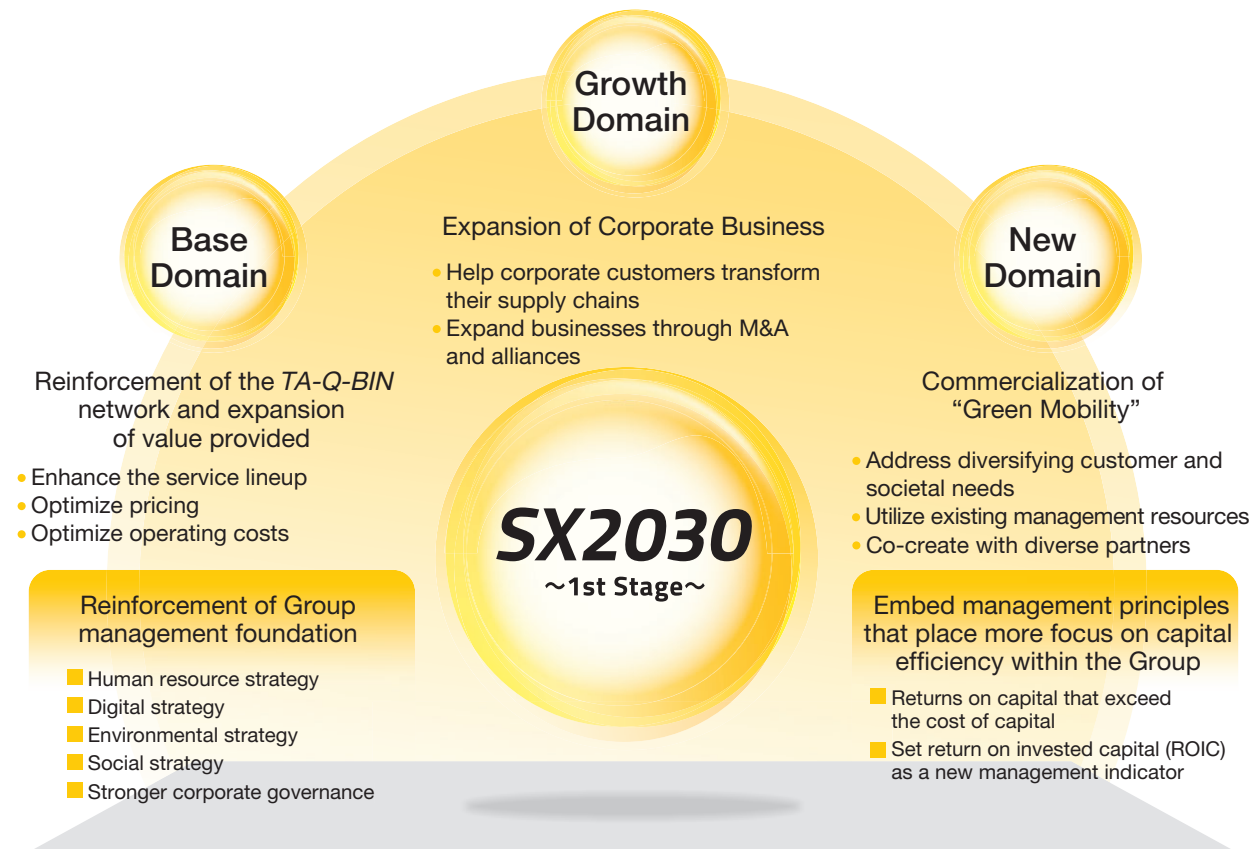 Growth
Domain
Expansion of Corporate Business
• Help corporate customers transform
their supply chains
• Expand businesses through M&A
and alliances
Base
Domain
Reinforcement of the TA-Q-BIN
network and expansion
of value provided
• Enhance the service lineup
• Optimize pricing
• Optimize operating costs
New
Domain
Commercialization of
“Green Mobility”
• Address diversifying customer and
societal needs
• Utilize existing management resources
• Co-create with diverse partners
SX2030
～1st Stage～
Reinforcement of Group
management foundation
■ Human resource strategy
■ Digital strategy
■ Environmental strategy
■ Social strategy
■ Stronger corporate governance
Embed management principles
that place more focus on capital
efficiency within the Group
■ Returns on capital that exceed
the cost of capital
■ Set return on invested capital (ROIC)
as a new management indicator